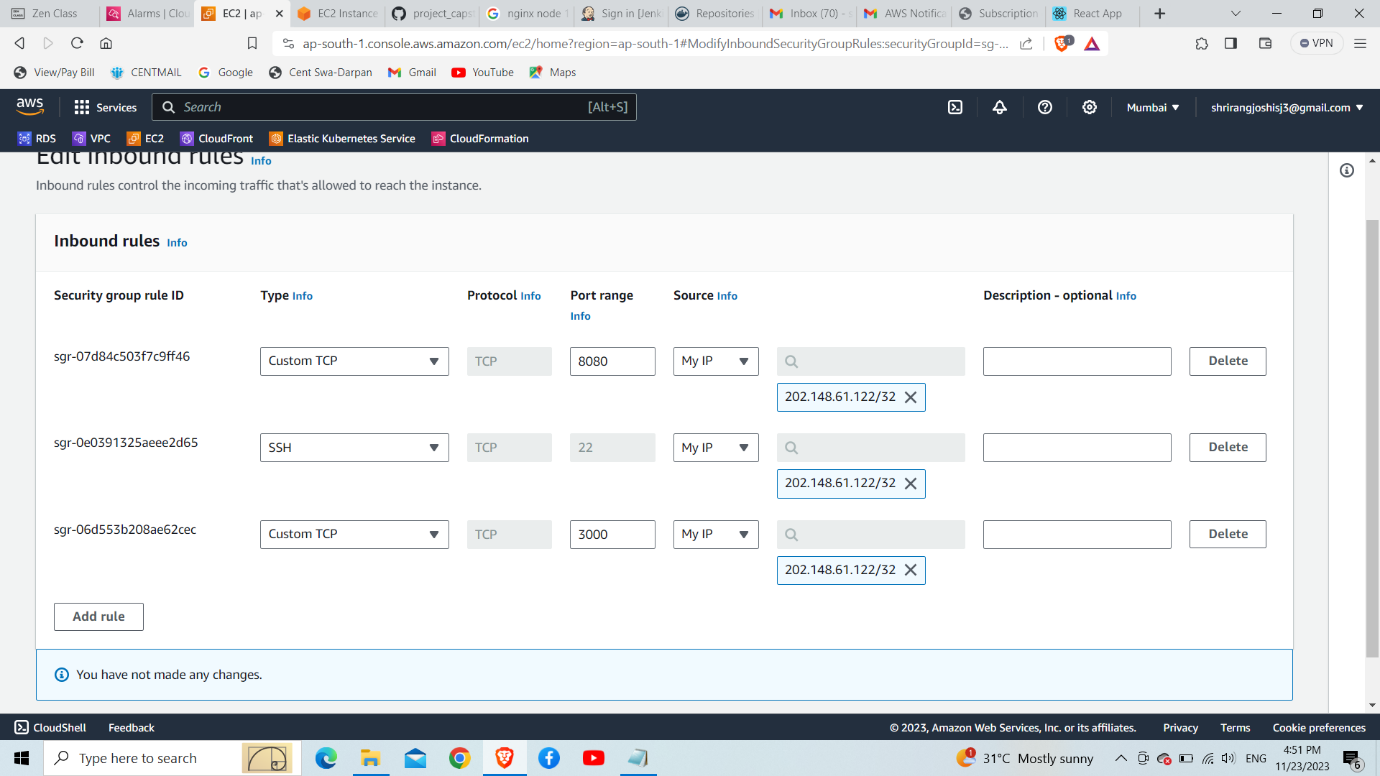 Zen Class
Alarms | Clou
EC2 | ap
EC2 Instance
project_caps
nginx node 1
Sign in [Jenk
Repositories
Inbox (70) - s
AWS Notifica
Subscription
React App
ap-south-1.console.aws.amazon.com/ec2/home?region=ap-south-1#ModifyInboundSecurityGroupRules:securityGroupId=sg-...
1
VPN
View/Pay Bill
CENTMAIL
Google
Cent Swa-Darpan
Gmail
YouTube
Maps
aws
Services
Search
[Alt+S]
Mumbai
shrirangjoshisj3@gmail.com
RDS
VPC
EC2
CloudFront
Elastic Kubernetes Service
CloudFormation
Edit inbound rules Info
Inbound rules control the incoming traffic that's allowed to reach the instance.
Inbound rules Info
Security group rule ID
Type Info
Protocol Info
Port range
Info
Source Info
Description - optional Info
sgr-07d84c503f7c9ff46
Custom TCP
TCP
8080
My IP
Delete
202.148.61.122/32
sgr-0e0391325aeee2d65
SSH
TCP
22
My IP
Delete
202.148.61.122/32
sgr-06d553b208ae62cec
Custom TCP
TCP
3000
My IP
Delete
202.148.61.122/32
Add rule
You have not made any changes.
CloudShell
Feedback
© 2023, Amazon Web Services, Inc. or its affiliates.
Privacy
Terms
Cookie preferences
Type here to search
1
31°C Mostly sunny
ENG
4:51 PM
11/23/2023
6